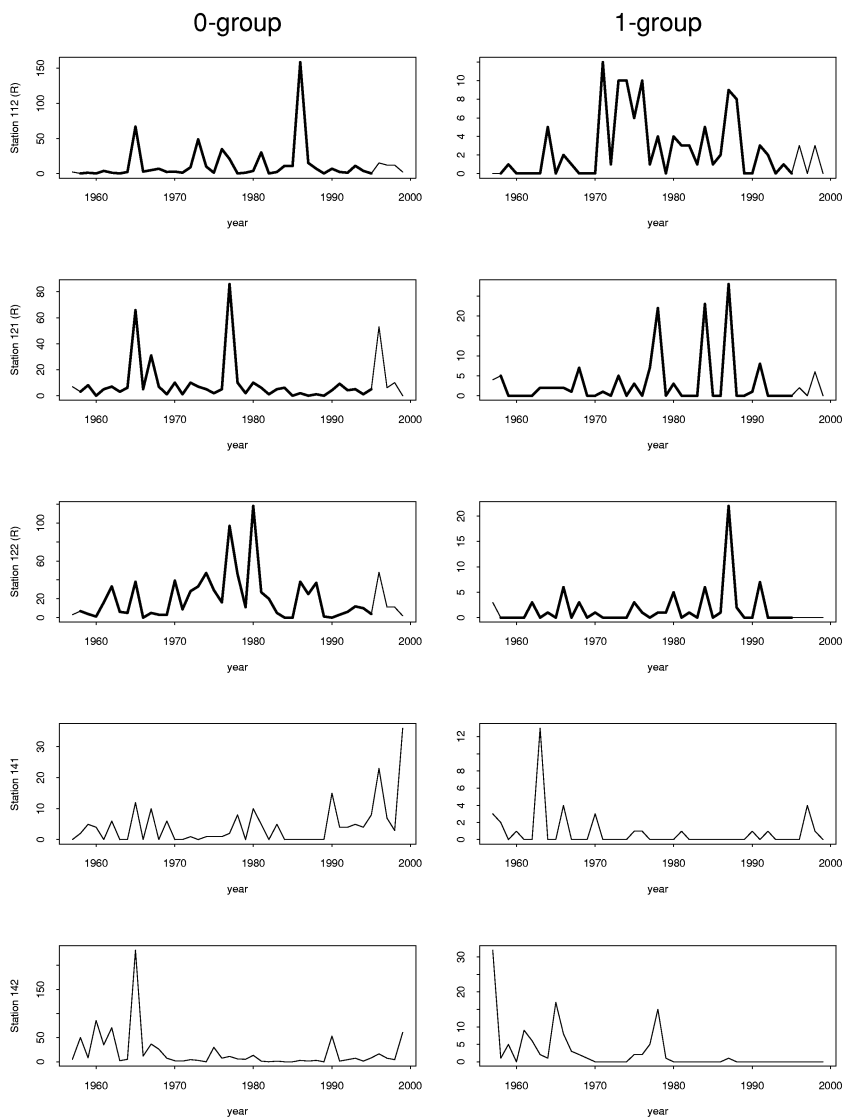 0-group 1-group
Station 112 (R)
0 50 100 150
1960 1970 1980 1990 2000
year
0 2 4 6 8 10
1960 1970 1980 1990 2000
year
Station 121 (R)
0 20 40 60 80
1960 1970 1980 1990 2000
year
0 5 10 20
1960 1970 1980 1990 2000
year
Station 122 (R)
0 20 60 100
1960 1970 1980 1990 2000
year
0 5 10 15 20
1960 1970 1980 1990 2000
year
Station 141
0 10 20 30
1960 1970 1980 1990 2000
year
0 2 4 6 8 12
1960 1970 1980 1990 2000
year
Station 142
0 50 150
1960 1970 1980 1990 2000
year
0 5 10 20 30
1960 1970 1980 1990 2000
year